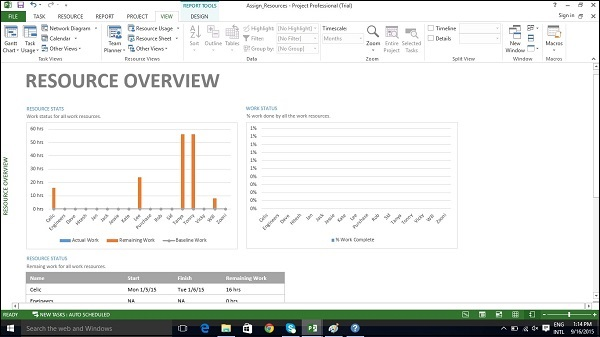 REPORT TOOLS
Assign_Resources - Project Professional (Trial)
FILE TASK RESOURCE REPORT PROJECT VIEW DESIGN
Sign in
Gantt Chart
Task Usage
Network Diagram
Calendar
Other Views
Task Views
Team Planner
Resource Usage
Resource Sheet
Other Views
Resource Views
Sort Outline Tables
Highlight: [No Highlight]
Filter: [No Filter]
Group by: [No Group]
Data
Timescale:
Months
Zoom
Entire Project
Selected Tasks
Zoom
Timeline
Details
Split View
New Window
Window
Macros
Macros
RESOURCE OVERVIEW
RESOURCE OVERVIEW
RESOURCE STATS
Work status for all work resources.
60 hrs
50 hrs
40 hrs
30 hrs
20 hrs
10 hrs
0 hrs
Celic Engineers Dave Hitesh Jan Jack Jessie Kate Lee Purchase Rob Sid Tanya Tommy Vicky Will Zoomi
Actual Work Remaining Work Baseline Work
WORK STATUS
% work done by all the work resources.
1%
1%
1%
1%
1%
1%
0%
0%
0%
0%
0%
Celic Engineers Dave Hitesh Jan Jack Jessie Kate Lee Purchase Rob Sid Tanya Tommy Vicky Will Zoomi
% Work Complete
RESOURCE STATUS
Remaing work for all work resources.
Name Start Finish Remaining Work
Celic Mon 1/5/15 Tue 1/6/15 16 hrs
Engineers NA NA 0 hrs
READY NEW TASKS : AUTO SCHEDULED
Search the web and Windows
ENG
INTL
1:14 PM
9/16/2015